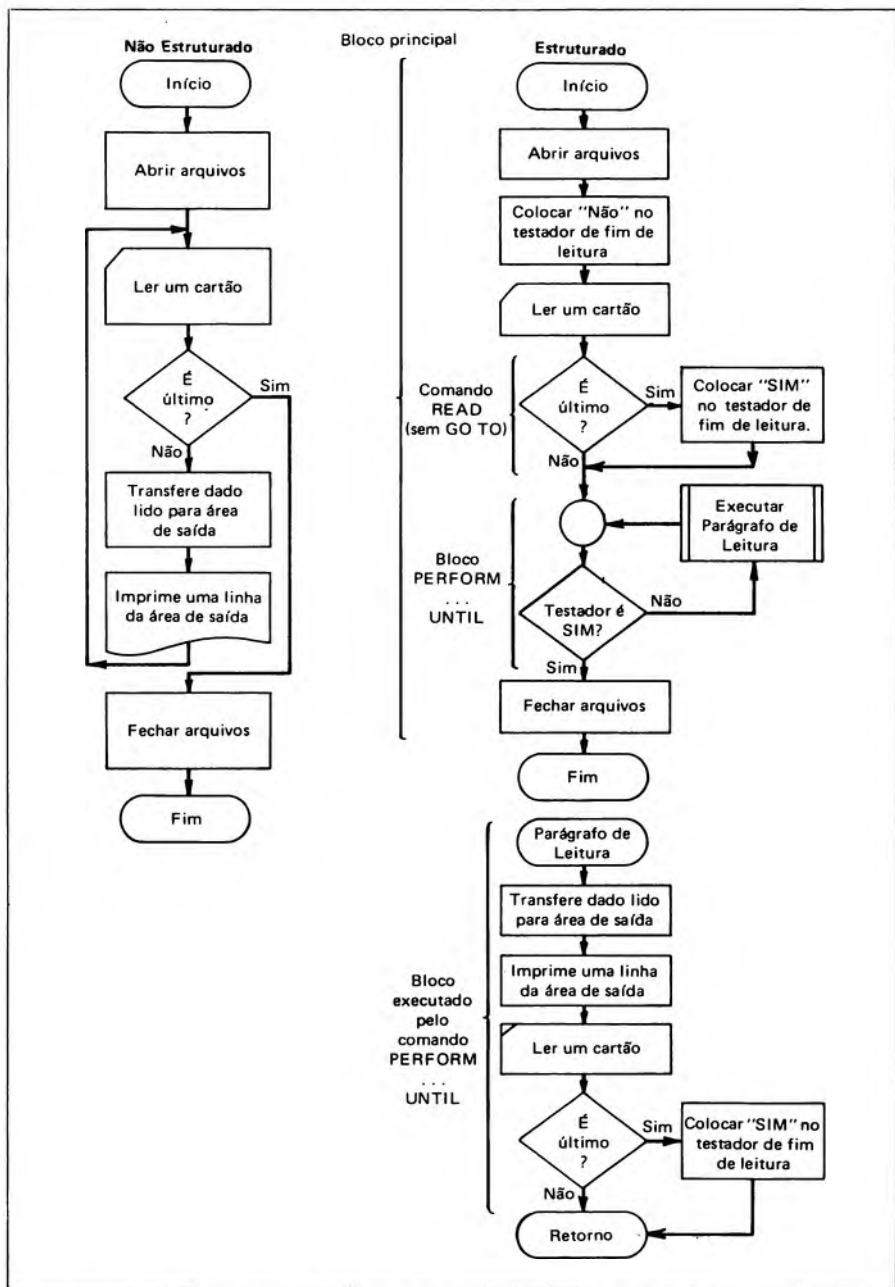 Não Estruturado
Início
Abrir arquivos
Ler um cartão
É
último
?
Sim
Não
Transfere dado
lido para área
de saída
Imprime uma linha
da área de saída
Fechar arquivos
Fim
Bloco principal
Estruturado
Início
Abrir arquivos
Colocar "Não" no
testador de fim de
leitura
Ler um cartão
Comando
READ
(sem GO TO)
É
último
?
Sim
Colocar "SIM"
no testador de
fim de leitura.
Não
Executar
Parágrafo de
Leitura
Bloco
PERFORM
. . .
UNTIL
Testador é
SIM?
Não
Sim
Fechar arquivos
Fim
Parágrafo de
Leitura
Transfere dado lido
para área de saída
Imprime uma linha
da área de saída
Bloco
executado
pelo
comando
PERFORM
. . .
UNTIL
Ler um cartão
É
último
?
Sim
Colocar "SIM" no
testador de fim
de leitura
Não
Retorno